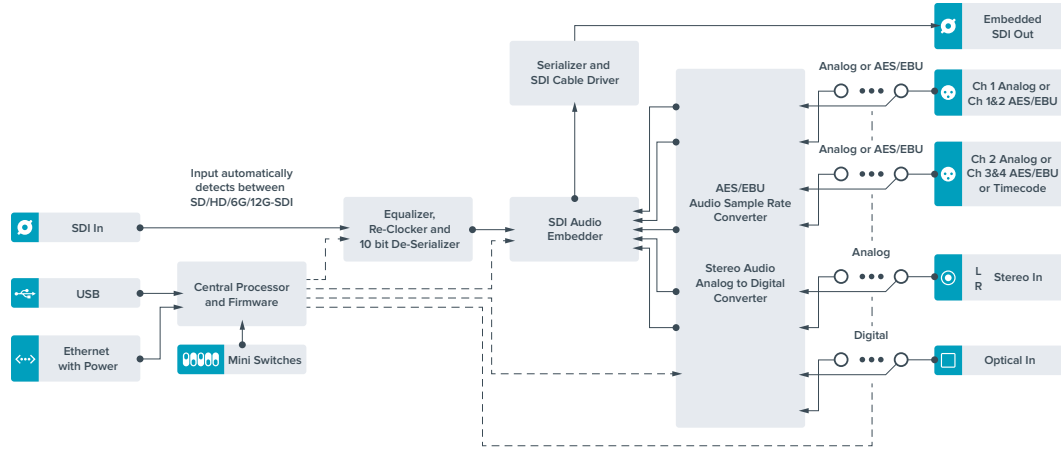 Embedded
SDI Out
Serializer and
SDI Cable Driver
Analog or AES/EBU
Ch 1 Analog or
Ch 1&2 AES/EBU
Analog or AES/EBU
Ch 2 Analog or
Ch 3&4 AES/EBU
or Timecode
Input automatically
detects between
SD/HD/6G/12G-SDI
AES/EBU
Audio Sample Rate
Converter
SDI In
Equalizer,
Re-Clocker and
10 bit De-Serializer
SDI Audio
Embedder
Analog
Stereo Audio
Analog to Digital
Converter
L
R
Stereo In
USB
Central Processor
and Firmware
Digital
Ethernet
with Power
Mini Switches
Optical In